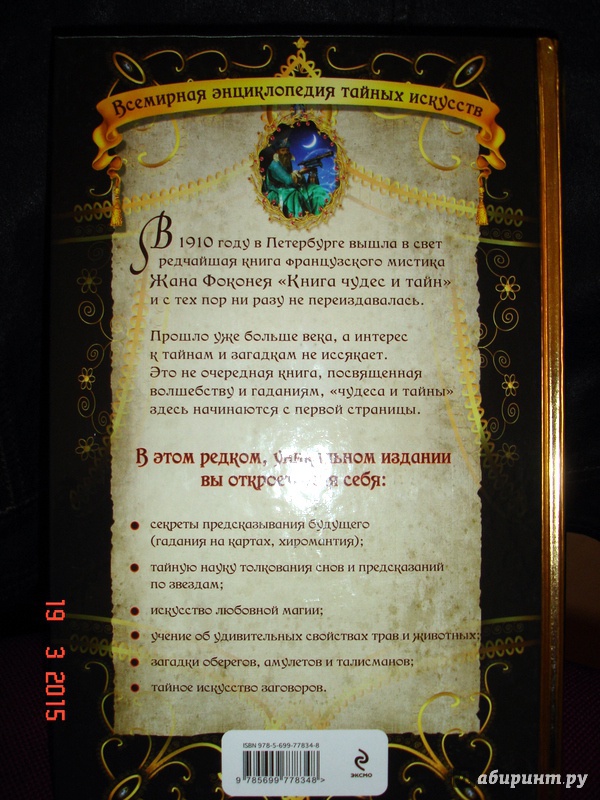 Всемирная энциклопедия тайных искусств
В 1910 году в Петербурге вышла в свет
редчайшая книга французского мистика
Жана Фоконея «Книга чудес и тайн»
и с тех пор ни разу не переиздавалась.
Прошло уже больше века, а интерес
к тайнам и загадкам не иссякает.
Это не очередная книга, посвященная
волшебству и гаданиям, «чудеса и тайны»
здесь начинаются с первой страницы.
В этом редком, уникальном издании
вы откроете для себя:
секреты предсказывания будущего
(гадания на картах, хиромантия);
тайную науку толкования снов и предсказаний
по звездам;
искусство любовной магии;
учение об удивительных свойствах трав и животных;
загадки оберегов, амулетов и талисманов;
тайное искусство заговоров.
ISBN 978-5-699-77834-8
9 785699 778348>
ЭКСМО
19 3 2015
абиринт.ру